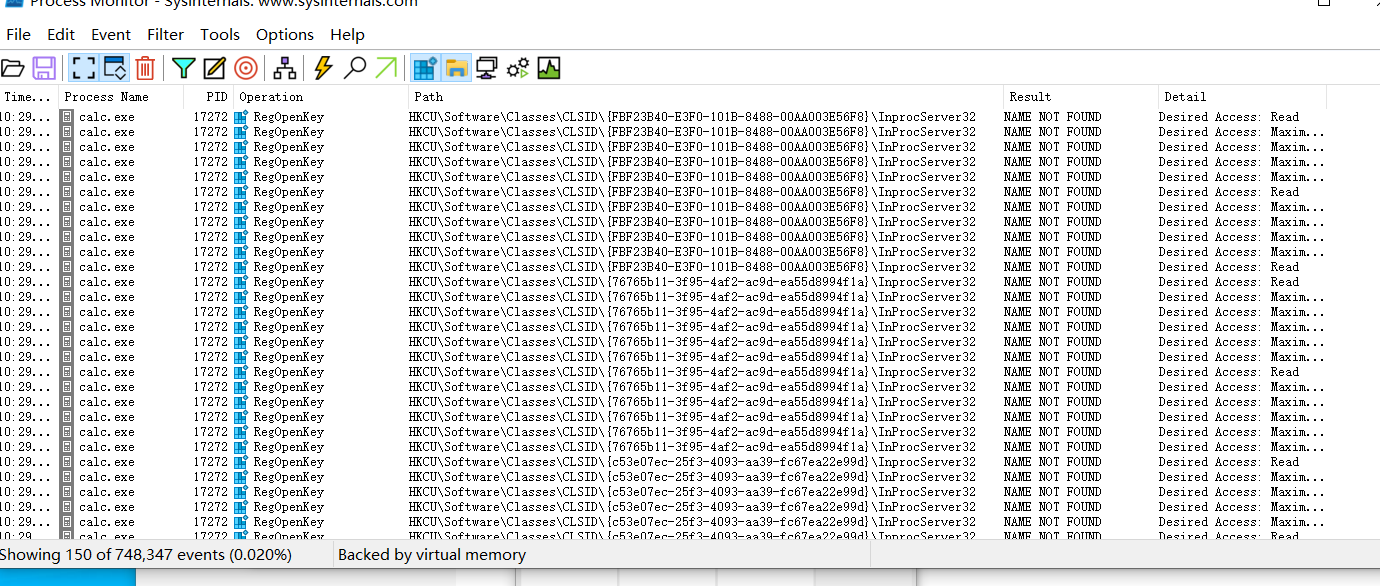 Process Monitor - Sysinternals: www.sysinternals.com
File Edit Event Filter Tools Options Help
Time... Process Name PID Operation Path Result Detail
10:29... calc.exe 17272 RegOpenKey HKCU\Software\Classes\CLSID\{FBF23B40-E3F0-101B-8488-00AA003E56F8}\InprocServer32 NAME NOT FOUND Desired Access: Read
10:29... calc.exe 17272 RegOpenKey HKCU\Software\Classes\CLSID\{FBF23B40-E3F0-101B-8488-00AA003E56F8}\InProcServer32 NAME NOT FOUND Desired Access: Maxim...
10:29... calc.exe 17272 RegOpenKey HKCU\Software\Classes\CLSID\{FBF23B40-E3F0-101B-8488-00AA003E56F8}\InProcServer32 NAME NOT FOUND Desired Access: Maxim...
10:29... calc.exe 17272 RegOpenKey HKCU\Software\Classes\CLSID\{FBF23B40-E3F0-101B-8488-00AA003E56F8}\InProcServer32 NAME NOT FOUND Desired Access: Maxim...
10:29... calc.exe 17272 RegOpenKey HKCU\Software\Classes\CLSID\{FBF23B40-E3F0-101B-8488-00AA003E56F8}\InProcServer32 NAME NOT FOUND Desired Access: Maxim...
10:29... calc.exe 17272 RegOpenKey HKCU\Software\Classes\CLSID\{FBF23B40-E3F0-101B-8488-00AA003E56F8}\InprocServer32 NAME NOT FOUND Desired Access: Read
10:29... calc.exe 17272 RegOpenKey HKCU\Software\Classes\CLSID\{FBF23B40-E3F0-101B-8488-00AA003E56F8}\InProcServer32 NAME NOT FOUND Desired Access: Maxim...
10:29... calc.exe 17272 RegOpenKey HKCU\Software\Classes\CLSID\{FBF23B40-E3F0-101B-8488-00AA003E56F8}\InProcServer32 NAME NOT FOUND Desired Access: Maxim...
10:29... calc.exe 17272 RegOpenKey HKCU\Software\Classes\CLSID\{FBF23B40-E3F0-101B-8488-00AA003E56F8}\InProcServer32 NAME NOT FOUND Desired Access: Maxim...
10:29... calc.exe 17272 RegOpenKey HKCU\Software\Classes\CLSID\{FBF23B40-E3F0-101B-8488-00AA003E56F8}\InProcServer32 NAME NOT FOUND Desired Access: Maxim...
10:29... calc.exe 17272 RegOpenKey HKCU\Software\Classes\CLSID\{FBF23B40-E3F0-101B-8488-00AA003E56F8}\InprocServer32 NAME NOT FOUND Desired Access: Read
10:29... calc.exe 17272 RegOpenKey HKCU\Software\Classes\CLSID\{76765b11-3f95-4af2-ac9d-ea55d8994f1a}\InprocServer32 NAME NOT FOUND Desired Access: Read
10:29... calc.exe 17272 RegOpenKey HKCU\Software\Classes\CLSID\{76765b11-3f95-4af2-ac9d-ea55d8994f1a}\InProcServer32 NAME NOT FOUND Desired Access: Maxim...
10:29... calc.exe 17272 RegOpenKey HKCU\Software\Classes\CLSID\{76765b11-3f95-4af2-ac9d-ea55d8994f1a}\InProcServer32 NAME NOT FOUND Desired Access: Maxim...
10:29... calc.exe 17272 RegOpenKey HKCU\Software\Classes\CLSID\{76765b11-3f95-4af2-ac9d-ea55d8994f1a}\InProcServer32 NAME NOT FOUND Desired Access: Maxim...
10:29... calc.exe 17272 RegOpenKey HKCU\Software\Classes\CLSID\{76765b11-3f95-4af2-ac9d-ea55d8994f1a}\InProcServer32 NAME NOT FOUND Desired Access: Maxim...
10:29... calc.exe 17272 RegOpenKey HKCU\Software\Classes\CLSID\{76765b11-3f95-4af2-ac9d-ea55d8994f1a}\InProcServer32 NAME NOT FOUND Desired Access: Maxim...
10:29... calc.exe 17272 RegOpenKey HKCU\Software\Classes\CLSID\{76765b11-3f95-4af2-ac9d-ea55d8994f1a}\InprocServer32 NAME NOT FOUND Desired Access: Read
10:29... calc.exe 17272 RegOpenKey HKCU\Software\Classes\CLSID\{76765b11-3f95-4af2-ac9d-ea55d8994f1a}\InProcServer32 NAME NOT FOUND Desired Access: Maxim...
10:29... calc.exe 17272 RegOpenKey HKCU\Software\Classes\CLSID\{76765b11-3f95-4af2-ac9d-ea55d8994f1a}\InProcServer32 NAME NOT FOUND Desired Access: Maxim...
10:29... calc.exe 17272 RegOpenKey HKCU\Software\Classes\CLSID\{76765b11-3f95-4af2-ac9d-ea55d8994f1a}\InProcServer32 NAME NOT FOUND Desired Access: Maxim...
10:29... calc.exe 17272 RegOpenKey HKCU\Software\Classes\CLSID\{76765b11-3f95-4af2-ac9d-ea55d8994f1a}\InProcServer32 NAME NOT FOUND Desired Access: Maxim...
10:29... calc.exe 17272 RegOpenKey HKCU\Software\Classes\CLSID\{76765b11-3f95-4af2-ac9d-ea55d8994f1a}\InProcServer32 NAME NOT FOUND Desired Access: Maxim...
10:29... calc.exe 17272 RegOpenKey HKCU\Software\Classes\CLSID\{c53e07ec-25f3-4093-aa39-fc67ea22e99d}\InprocServer32 NAME NOT FOUND Desired Access: Read
10:29... calc.exe 17272 RegOpenKey HKCU\Software\Classes\CLSID\{c53e07ec-25f3-4093-aa39-fc67ea22e99d}\InProcServer32 NAME NOT FOUND Desired Access: Maxim...
10:29... calc.exe 17272 RegOpenKey HKCU\Software\Classes\CLSID\{c53e07ec-25f3-4093-aa39-fc67ea22e99d}\InProcServer32 NAME NOT FOUND Desired Access: Maxim...
10:29... calc.exe 17272 RegOpenKey HKCU\Software\Classes\CLSID\{c53e07ec-25f3-4093-aa39-fc67ea22e99d}\InProcServer32 NAME NOT FOUND Desired Access: Maxim...
10:29... calc.exe 17272 RegOpenKey HKCU\Software\Classes\CLSID\{c53e07ec-25f3-4093-aa39-fc67ea22e99d}\InProcServer32 NAME NOT FOUND Desired Access: Maxim...
10:29... calc.exe 17272 RegOpenKey HKCU\Software\Classes\CLSID\{c53e07ec-25f3-4093-aa39-fc67ea22e99d}\InprocServer32 NAME NOT FOUND Desired Access: Read
Showing 150 of 748,347 events (0.020%) Backed by virtual memory